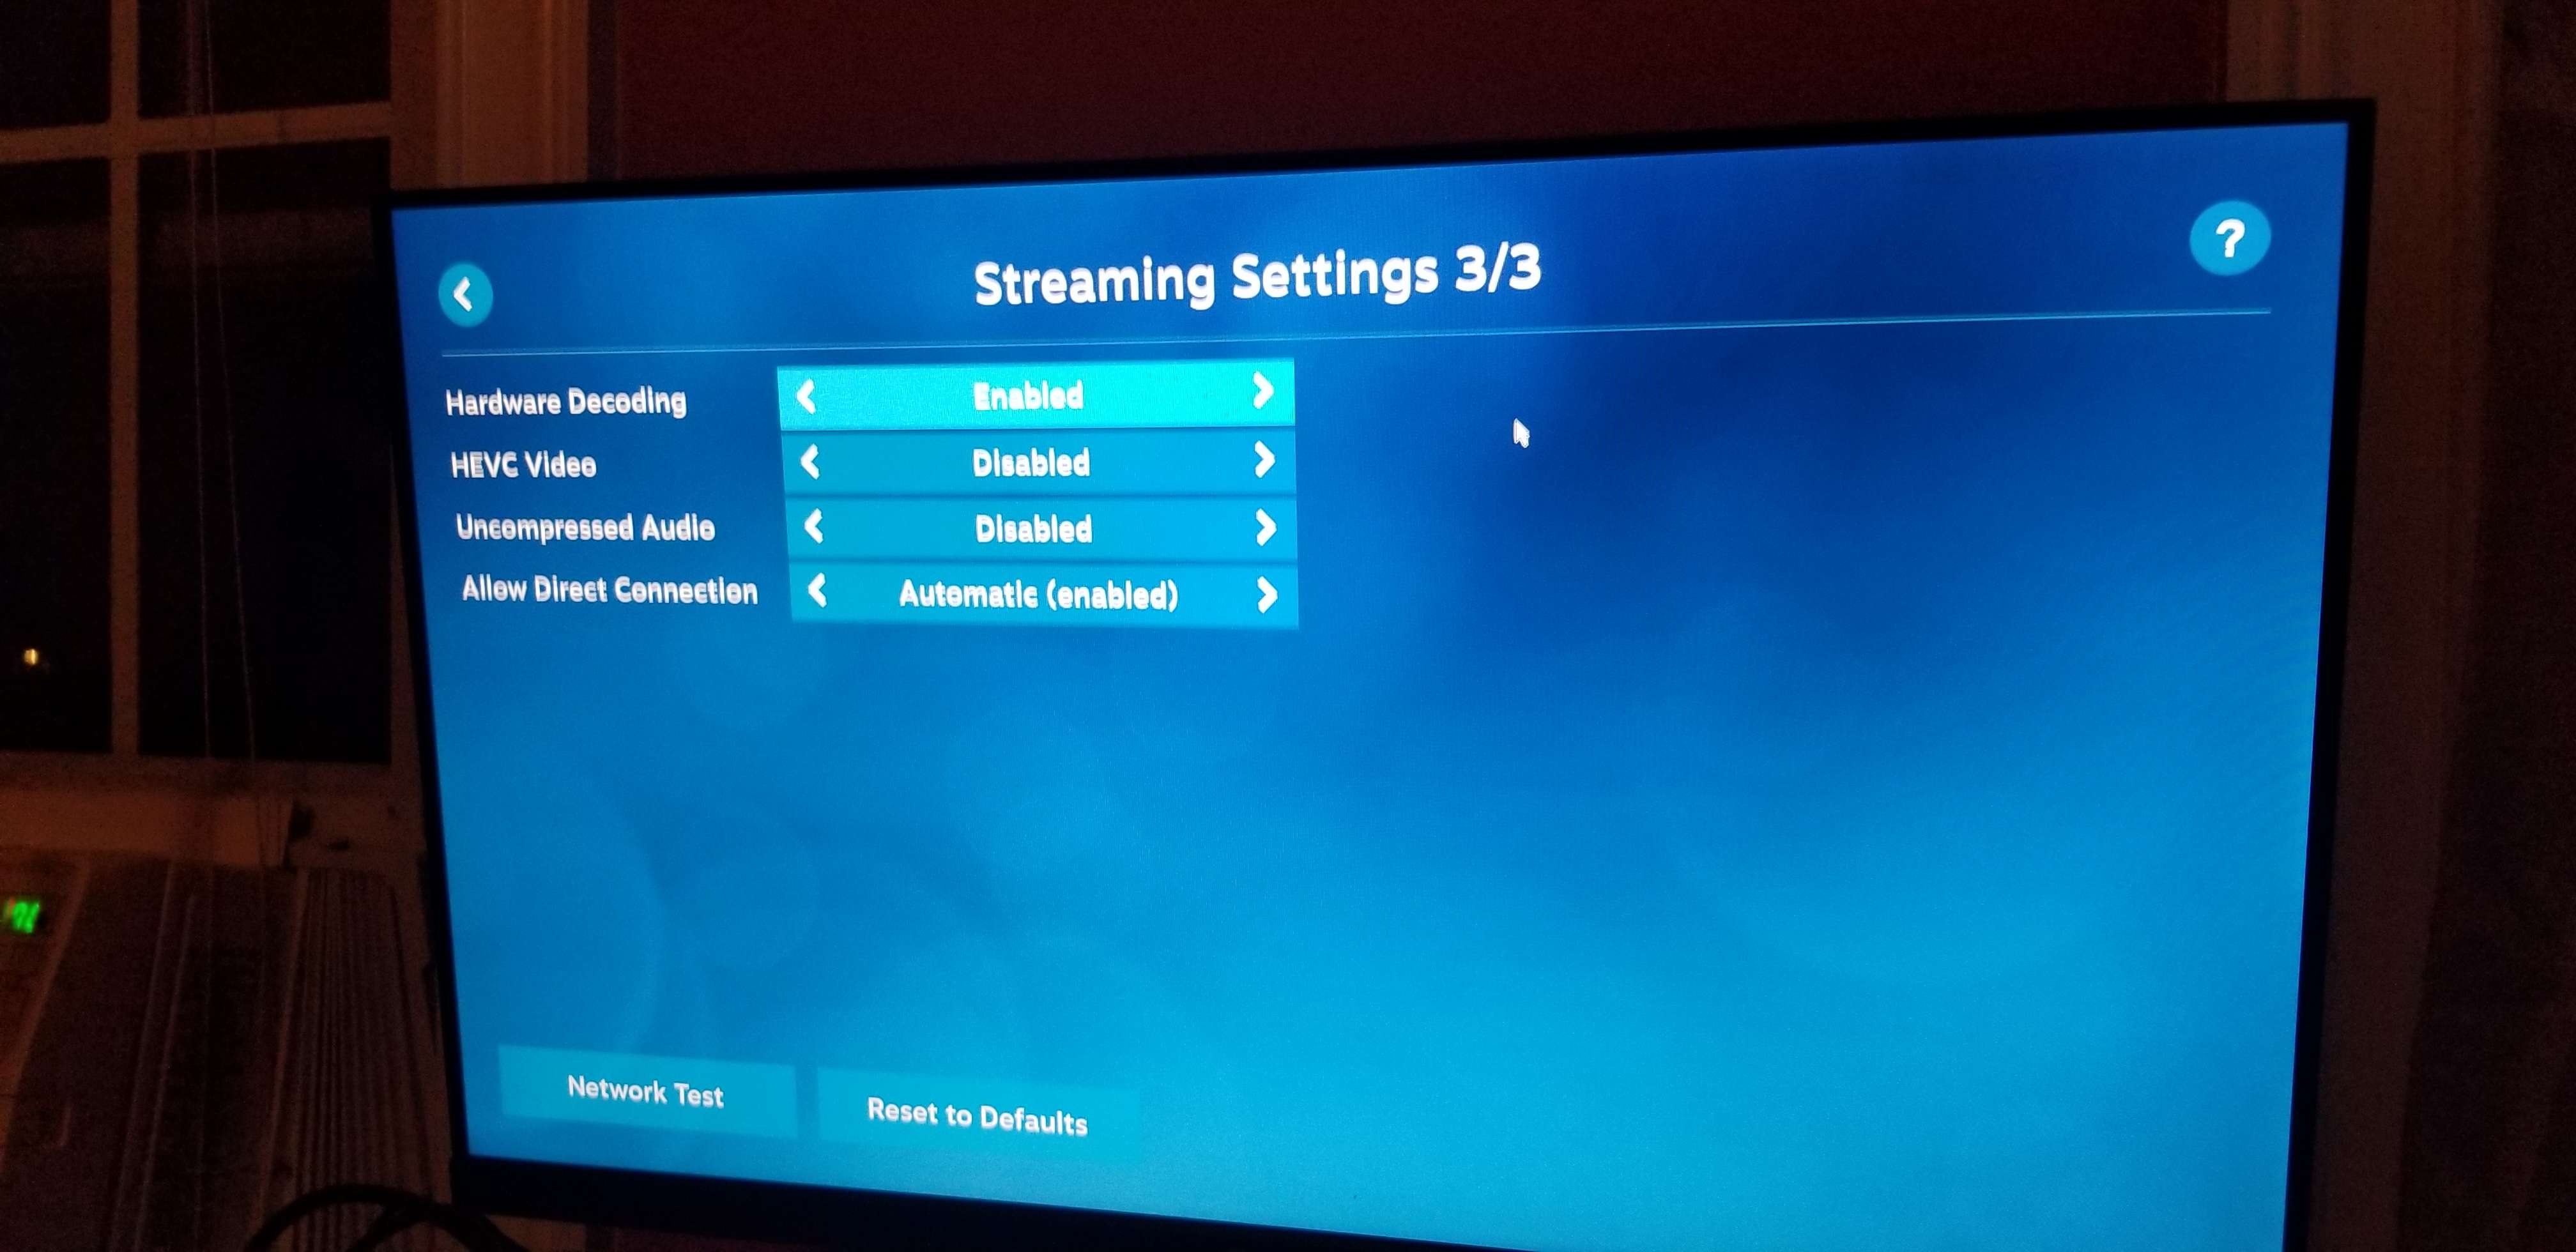 Streaming Settings 3/3
?
Hardware Decoding Enabled
HEVC Video Disabled
Uncompressed Audio Disabled
Allow Direct Connection Automatic (enabled)
Network Test
Reset to Defaults